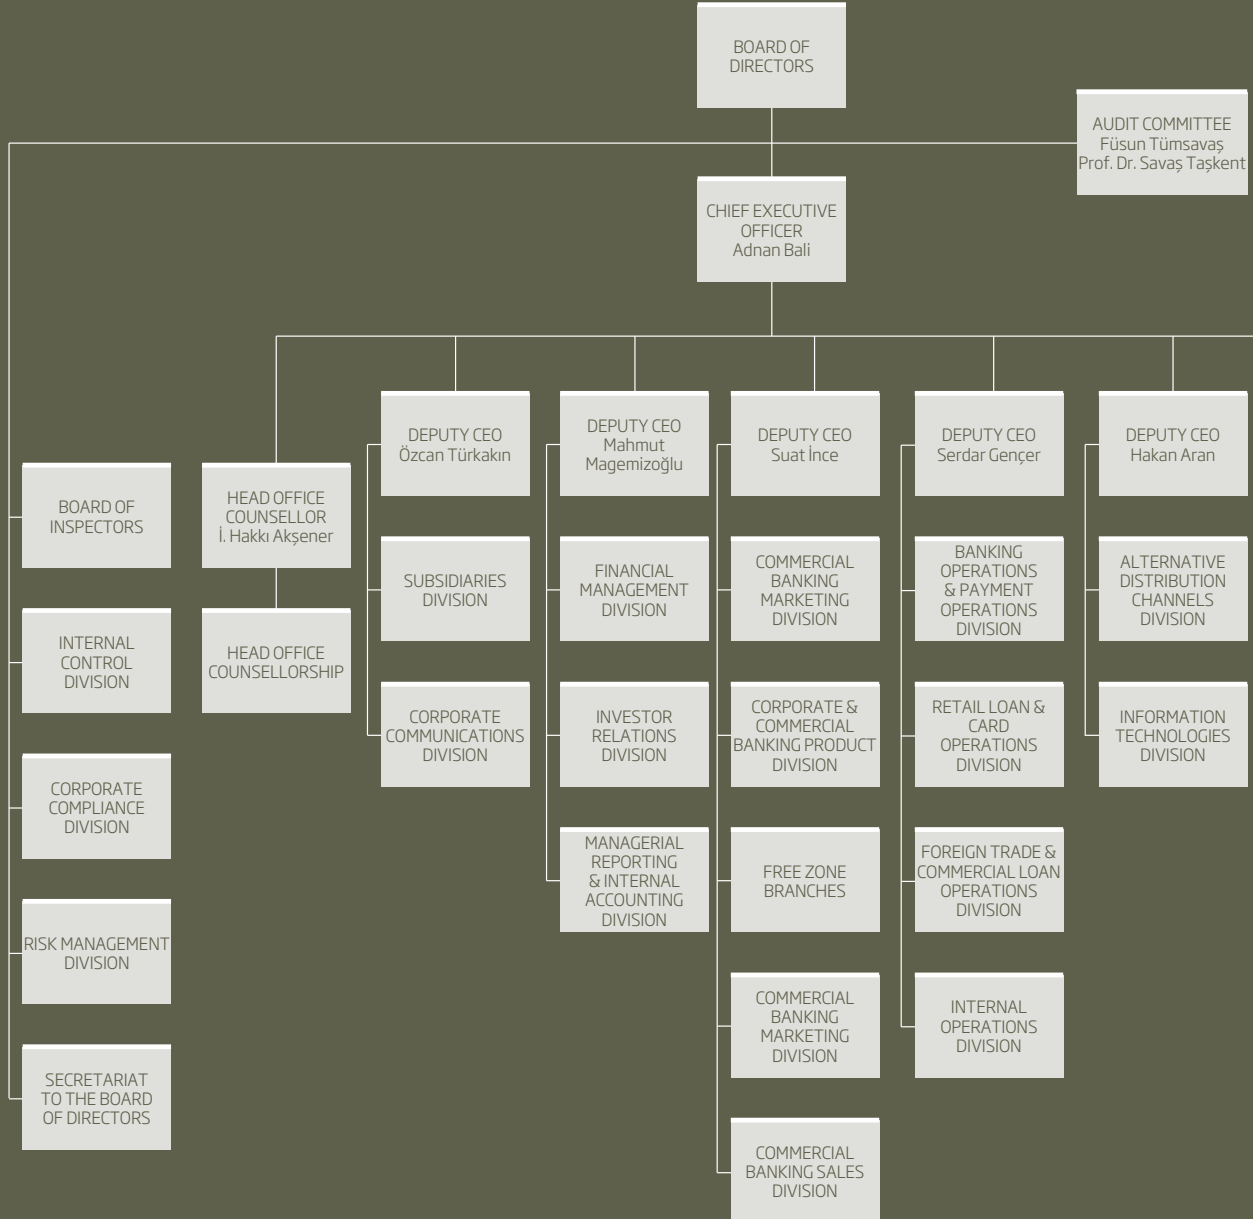 BOARD OF
DIRECTORS
AUDIT COMMITTEE
Füsun Tümsavaş
Prof. Dr. Savaş Taşkent
CHIEF EXECUTIVE
OFFICER
Adnan Bali
BOARD OF
INSPECTORS
INTERNAL
CONTROL
DIVISION
CORPORATE
COMPLIANCE
DIVISION
RISK MANAGEMENT
DIVISION
SECRETARIAT
TO THE BOARD
OF DIRECTORS
HEAD OFFICE
COUNSELLOR
İ. Hakkı Akşener
HEAD OFFICE
COUNSELLORSHIP
DEPUTY CEO
Özcan Türkakın
SUBSIDIARIES
DIVISION
CORPORATE
COMMUNICATIONS
DIVISION
DEPUTY CEO
Mahmut
Magemizoğlu
FINANCIAL
MANAGEMENT
DIVISION
INVESTOR
RELATIONS
DIVISION
MANAGERIAL
REPORTING
& INTERNAL
ACCOUNTING
DIVISION
DEPUTY CEO
Suat İnce
COMMERCIAL
BANKING
MARKETING
DIVISION
CORPORATE &
COMMERCIAL
BANKING PRODUCT
DIVISION
FREE ZONE
BRANCHES
COMMERCIAL
BANKING
MARKETING
DIVISION
COMMERCIAL
BANKING SALES
DIVISION
DEPUTY CEO
Serdar Gençer
BANKING
OPERATIONS
& PAYMENT
OPERATIONS
DIVISION
RETAIL LOAN &
CARD
OPERATIONS
DIVISION
FOREIGN TRADE &
COMMERCIAL LOAN
OPERATIONS
DIVISION
INTERNAL
OPERATIONS
DIVISION
DEPUTY CEO
Hakan Aran
ALTERNATIVE
DISTRIBUTION
CHANNELS
DIVISION
INFORMATION
TECHNOLOGIES
DIVISION